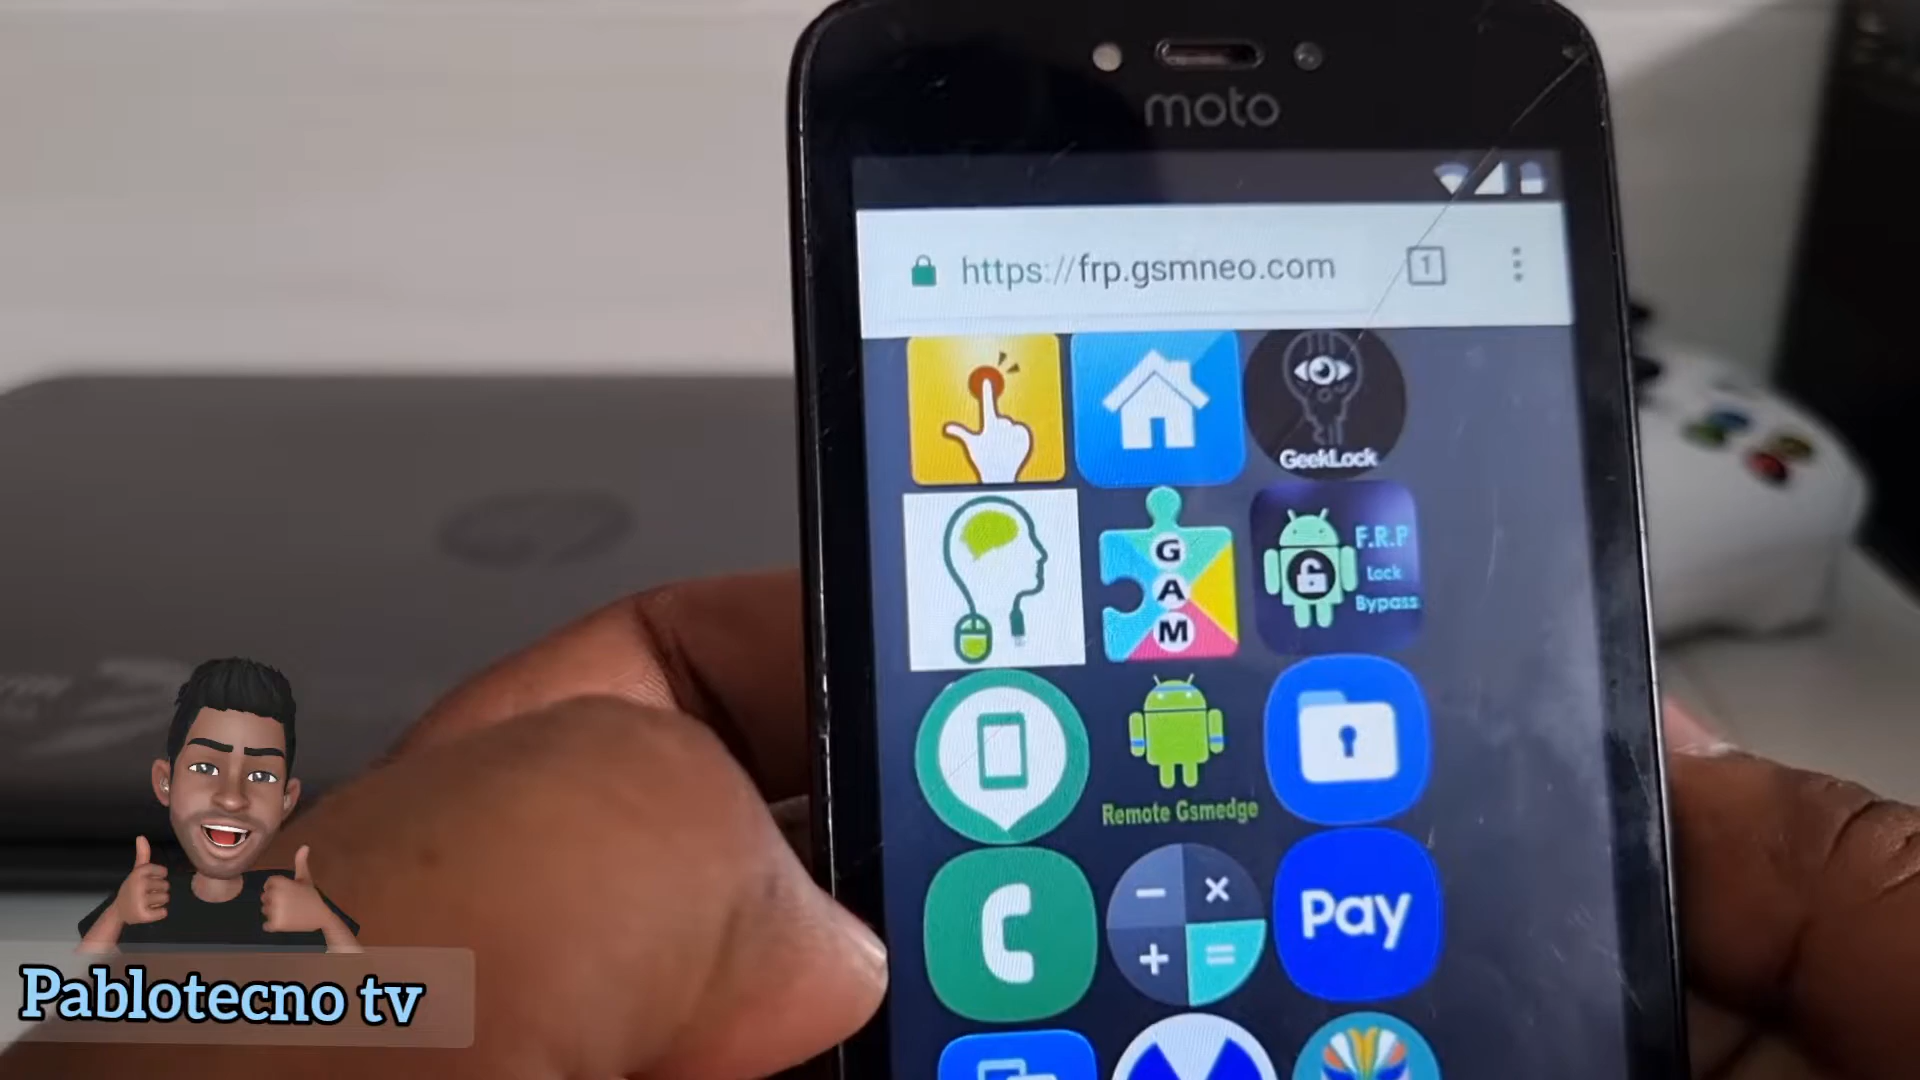 moto
https://frp.gsmneo.com
1
GeekLock
G
A
M
F.R.P
Lock
Bypass
Remote Gsmedge
Pay
Pablotecno tv